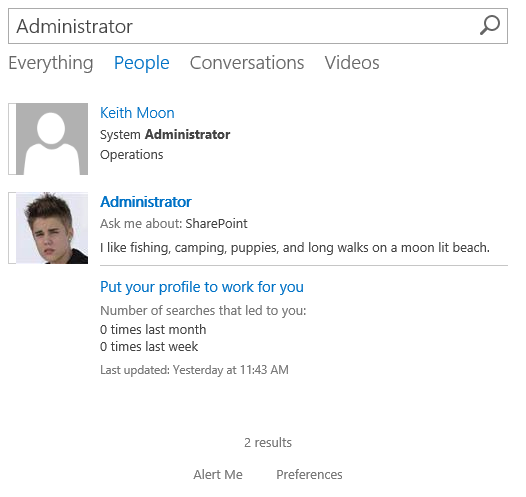 Administrator
Everything People Conversations Videos
Keith Moon
System Administrator
Operations
Administrator
Ask me about: SharePoint
I like fishing, camping, puppies, and long walks on a moon lit beach.
Put your profile to work for you
Number of searches that led to you:
0 times last month
0 times last week
Last updated: Yesterday at 11:43 AM
2 results
Alert Me Preferences